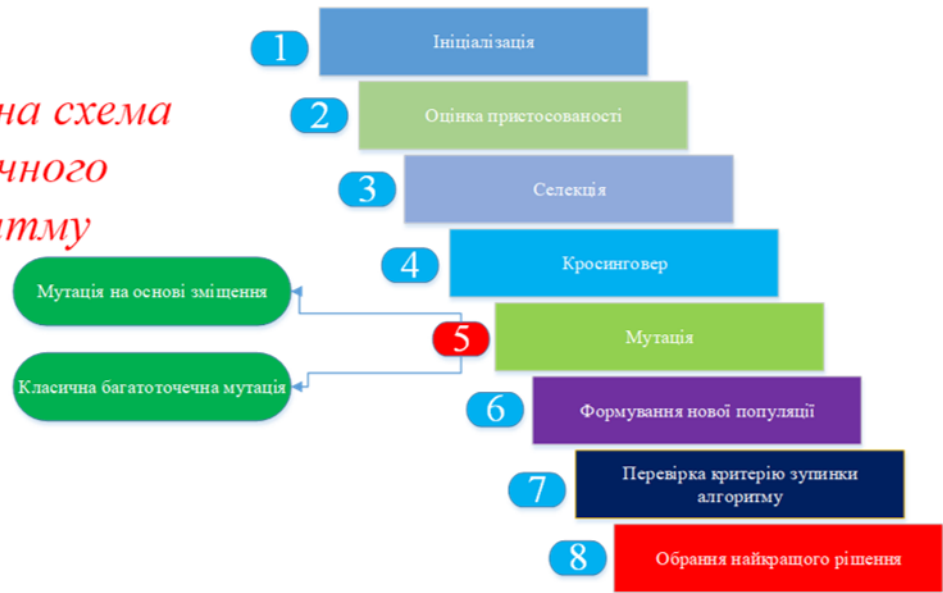 на схема
чного
тму
1
Ініціалізація
2
Оцінка пристосованості
3
Селекція
4
Кросинговер
Мутація на основі зміщення
5
Мутація
Класична багатоточечна мутація
6
Формування нової популяції
7
Перевірка критерію зупинки
алгоритму
8
Обрання найкращого рішення